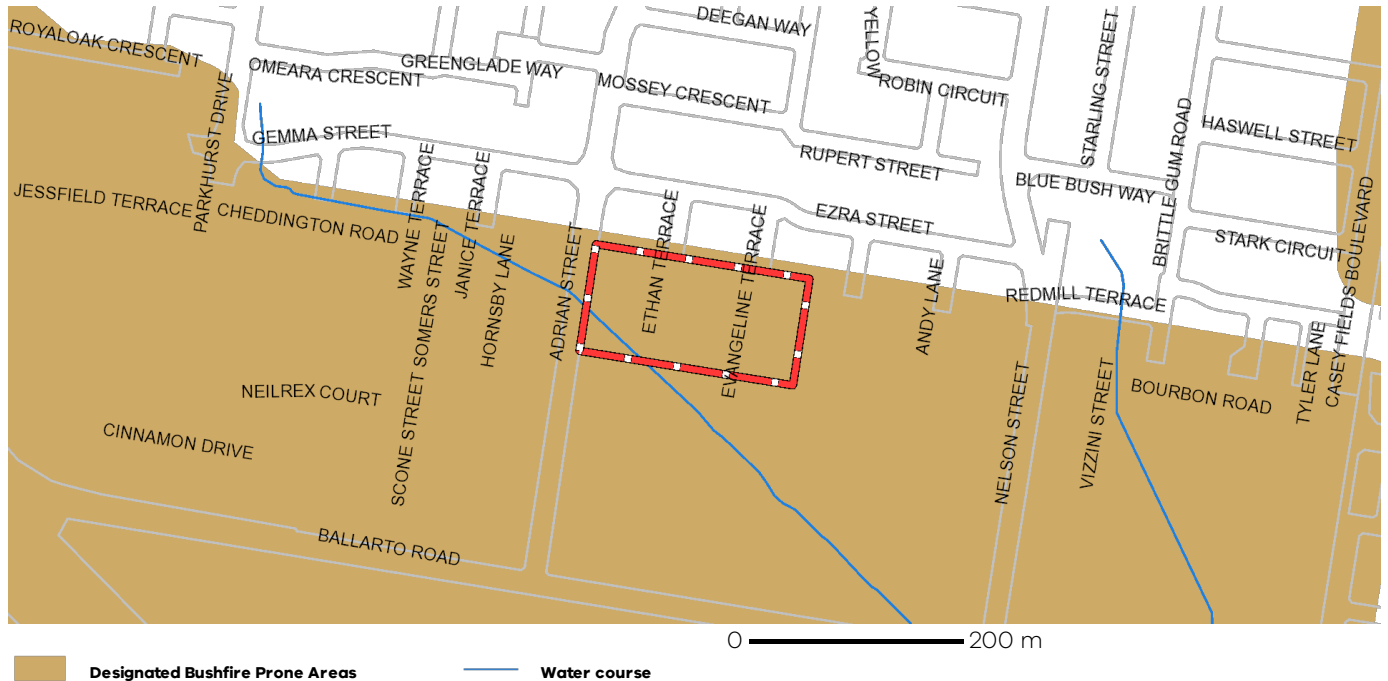 DEEGAN WAY
YELLOW
ROBIN CIRCUIT
STARLING STREET
ROYALOAK CRESCENT
OMEARA CRESCENT
GREENGLADE WAY
MOSSEY CRESCENT
HASWELL STREET
PARKHURST DRIVE
GEMMA STREET
RUPERT STREET
BLUE BUSH WAY
BRITTLE GUM ROAD
JESSFIELD TERRACE
CHEDDINGTON ROAD
WAYNE TERRACE
JANICE TERRACE
EZRA STREET
STARK CIRCUIT
CASEY FIELDS BOULEVARD
SCONE STREET
SOMERS STREET
HORNSBY LANE
ADRIAN STREET
ETHAN TERRACE
EVANGELINE TERRACE
ANDY LANE
REDMILL TERRACE
NEILREX COURT
NELSON STREET
VIZZINI STREET
BOURBON ROAD
TYLER LANE
CINNAMON DRIVE
BALLARTO ROAD
0 200 m
Designated Bushfire Prone Areas
Water course